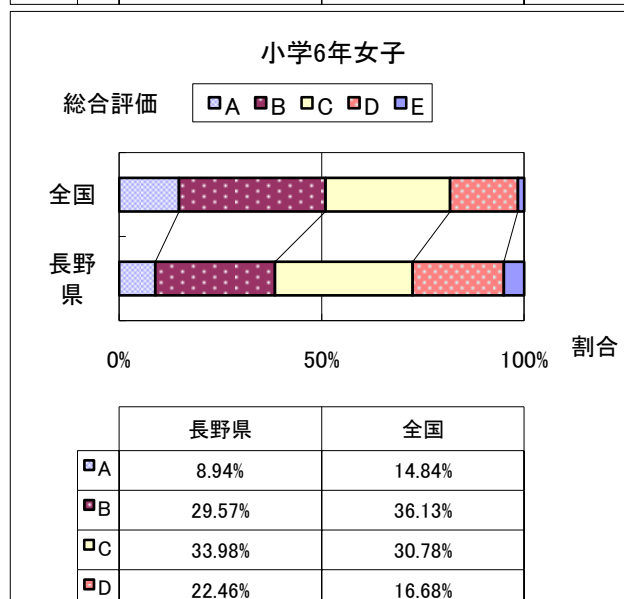 小学6年女子
総合評価 A B C D E
全国
長野
県
0% 50% 100% 割合
長野県 全国
A 8.94% 14.84%
B 29.57% 36.13%
C 33.98% 30.78%
D 22.46% 16.68%